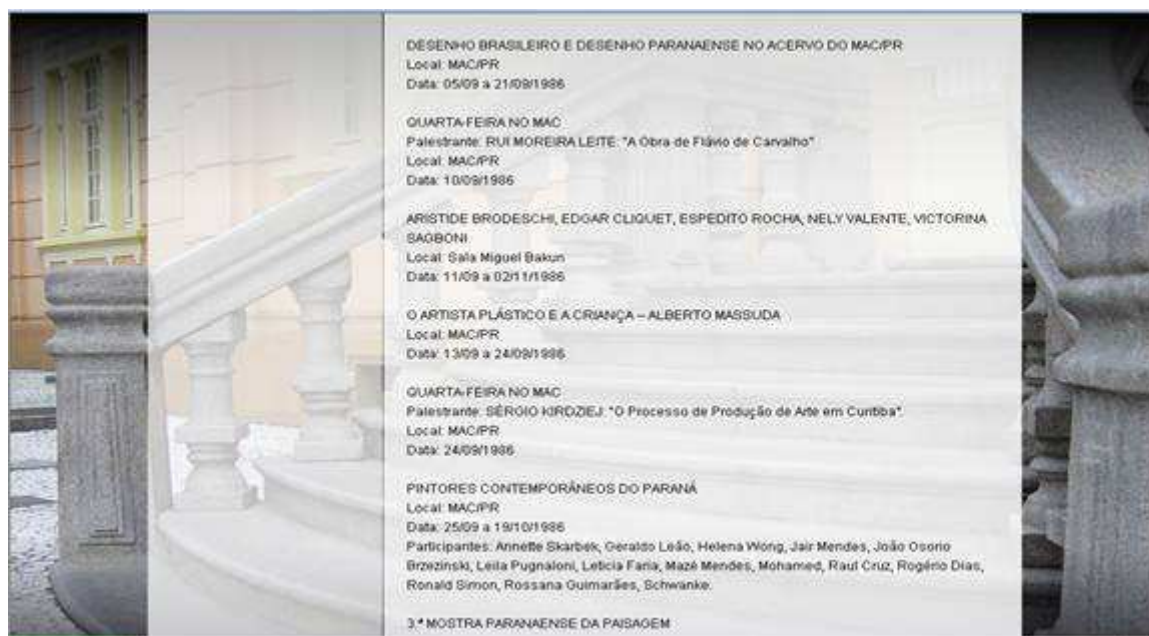 DESENHO BRASILEIRO E DESENHO PARANAENSE NO ACERVO DO MAC/PR
Local: MAC/PR
Data: 05/09 a 21/09/1986
QUARTA-FEIRA NO MAC
Palestrante: RUI MOREIRA LEITE: "A Obra de Flávio de Carvalho"
Local: MAC/PR
Data: 10/09/1986
ARISTIDE BRODESCHI, EDGAR CLIQUET, ESPEDITO ROCHA, NELY VALENTE, VICTORINA
SAGBONI
Local: Sala Miguel Bakun
Data: 11/09 a 02/11/1986
O ARTISTA PLÁSTICO E A CRIANÇA – ALBERTO MASSUDA
Local: MAC/PR
Data: 13/09 a 24/09/1986
QUARTA-FEIRA NO MAC
Palestrante: SÉRGIO KIRDZIEJ: "O Processo de Produção de Arte em Curitiba".
Local: MAC/PR
Data: 24/09/1986
PINTORES CONTEMPORÂNEOS DO PARANÁ
Local: MAC/PR
Data: 25/09 a 19/10/1986
Participantes: Annette Skarbek, Geraldo Leão, Helena Wong, Jair Mendes, João Osorio
Brzezinski, Leila Pugnaloni, Leticia Faria, Mazé Mendes, Mohamed, Raul Cruz, Rogério Dias,
Ronald Simon, Rossana Guimarães, Schwanke.
3.ª MOSTRA PARANAENSE DA PAISAGEM